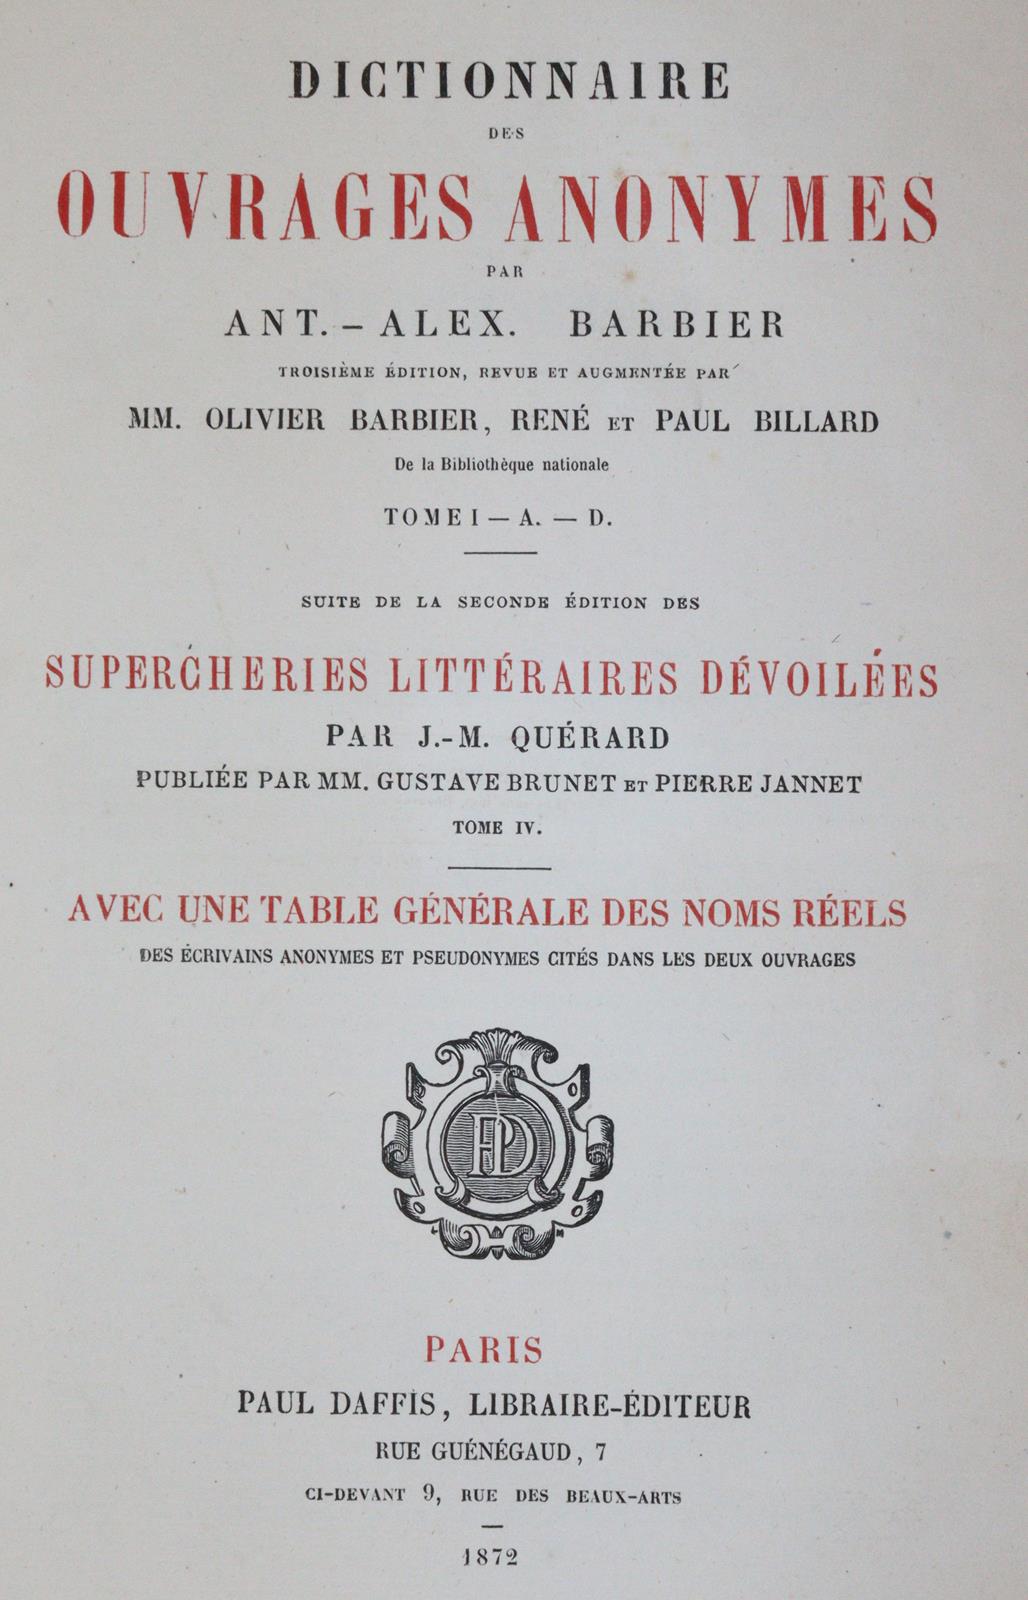 DICTIONNAIRE
DES
OUVRAGES ANONYMES
PAR
ANT.-ALEX. BARBIER
TROISIÈME ÉDITION, REVUE ET AUGMENTÉE PAR
MM. OLIVIER BARBIER, RENÉ ET PAUL BILLARD
De la Bibliothèque nationale
TOME I — A. — D.
SUITE DE LA SECONDE ÉDITION DES
SUPERCHERIES LITTÉRAIRES DÉVOILÉES
PAR J.-M. QUÉRARD
PUBLIÉE PAR MM. GUSTAVE BRUNET ET PIERRE JANNET
TOME IV.
AVEC UNE TABLE GÉNÉRALE DES NOMS RÉELS
DES ÉCRIVAINS ANONYMES ET PSEUDONYMES CITÉS DANS LES DEUX OUVRAGES
PD
PARIS
PAUL DAFFIS, LIBRAIRE-ÉDITEUR
RUE GUÉNÉGAUD, 7
CI-DEVANT 9, RUE DES BEAUX-ARTS
1872